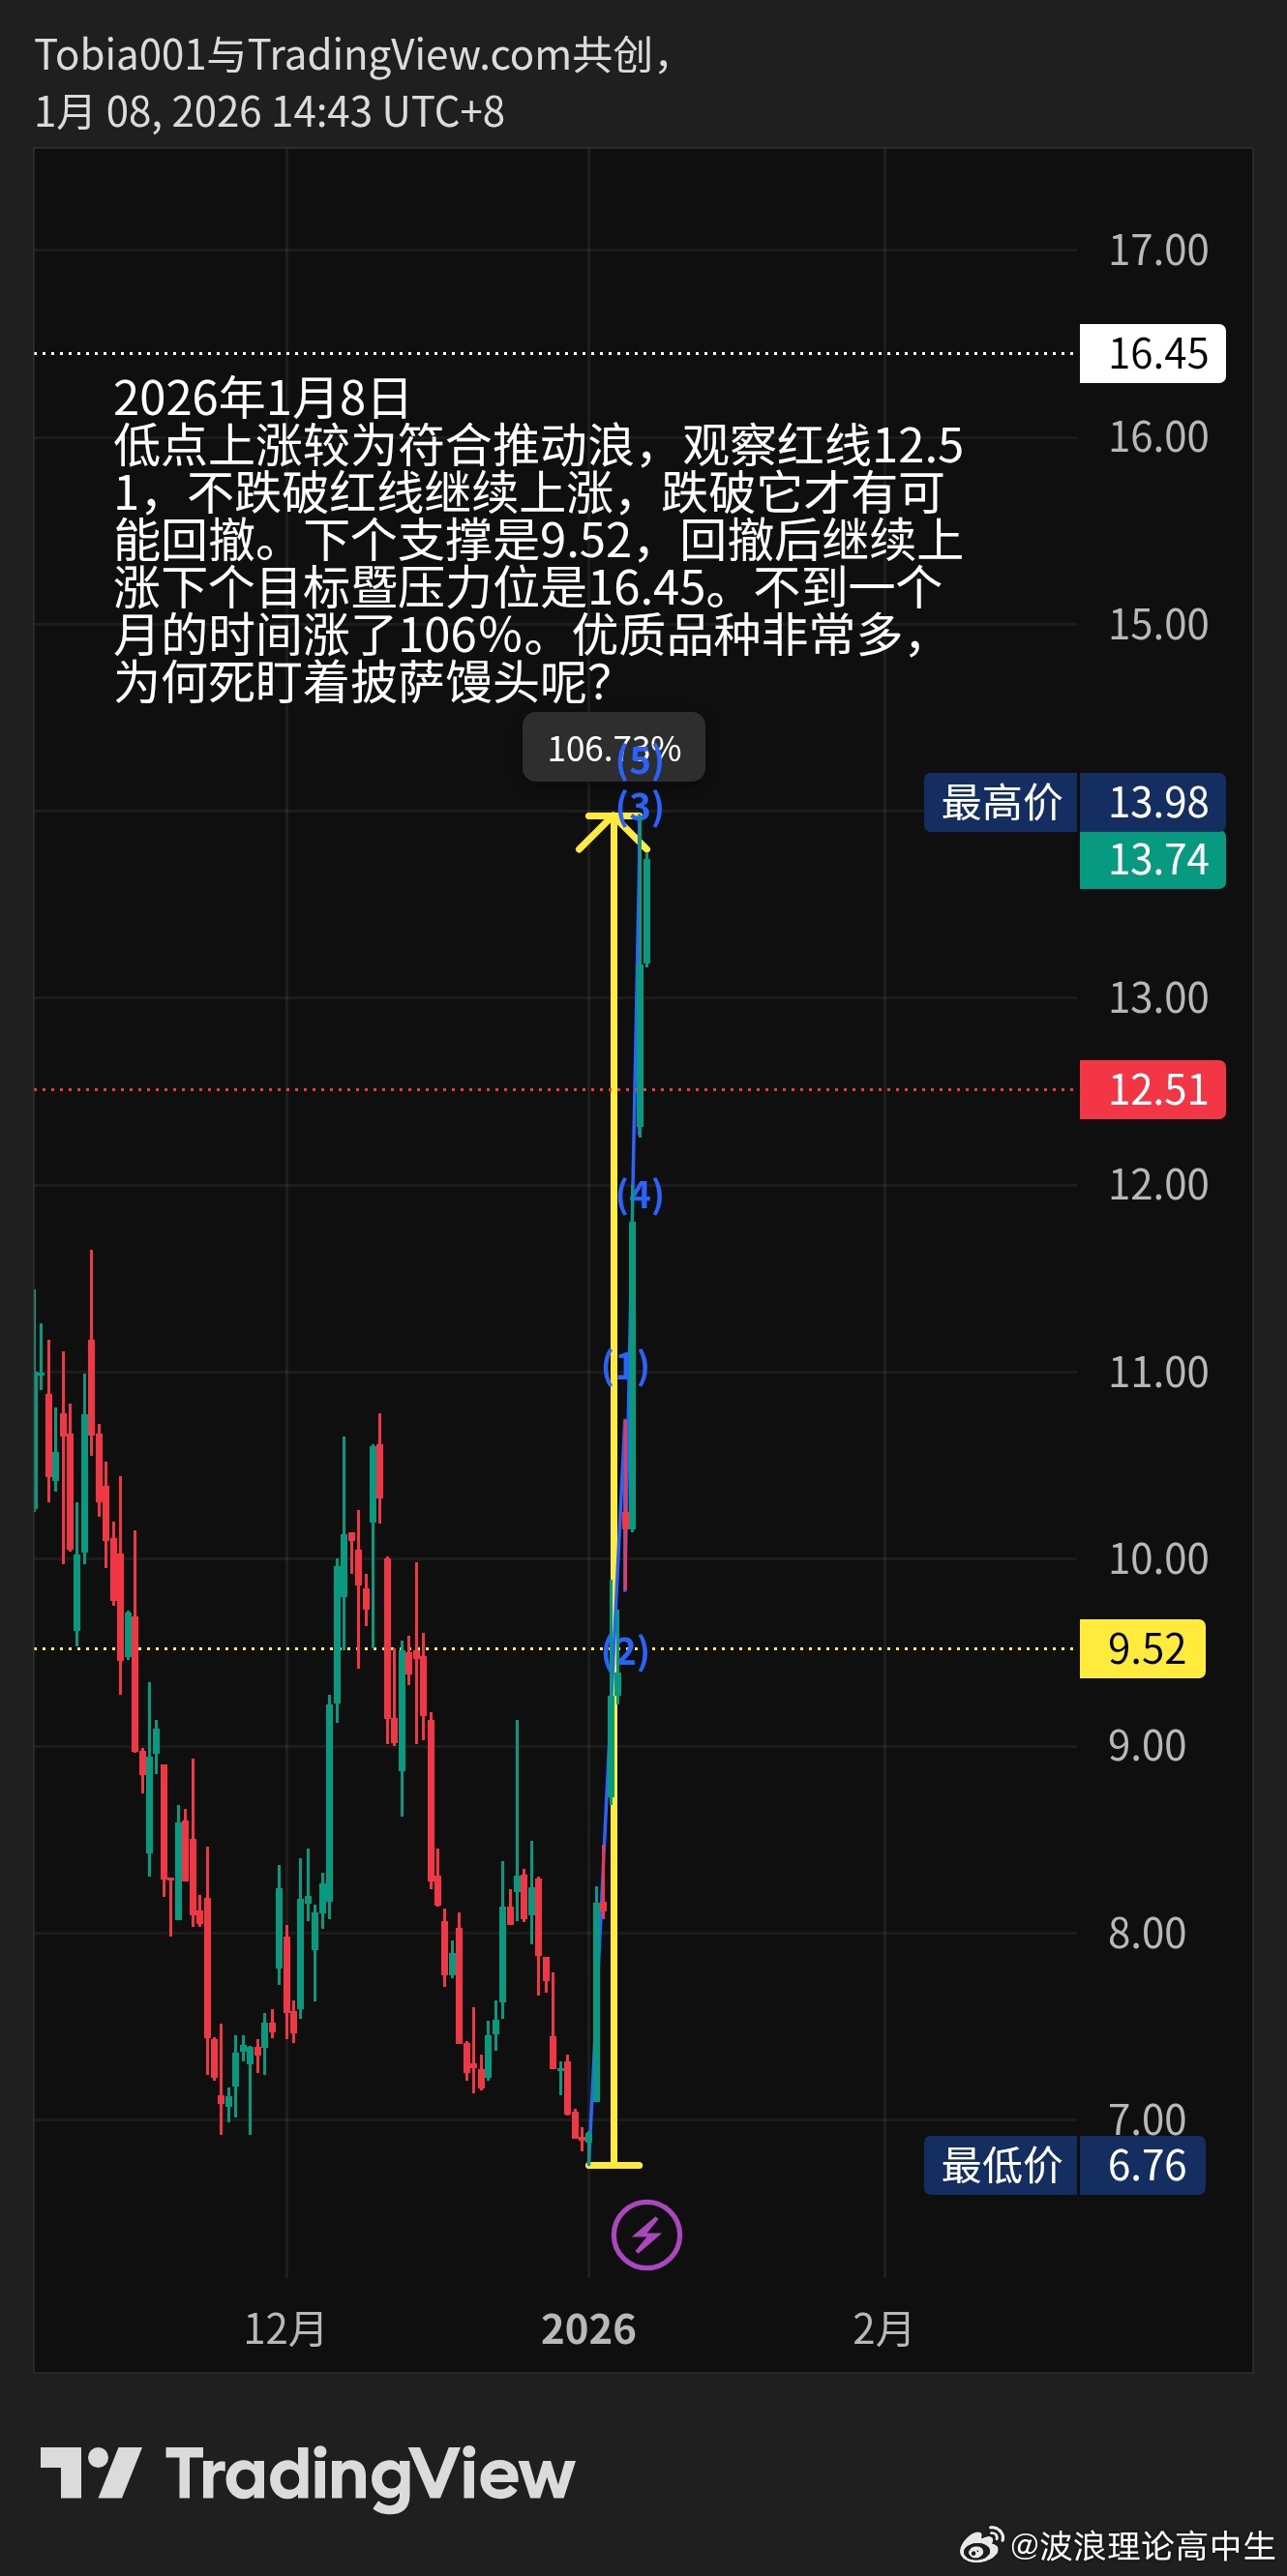 Tobia001与TradingView.com共创，
1月 08, 2026 14:43 UTC+8
17.00
16.45
2026年1月8日
低点上涨较为符合推动浪，观察红线12.5
1，不跌破红线继续上涨，跌破它才有可
能回撤。下个支撑是9.52，回撤后继续上
涨下个目标暨压力位是16.45。不到一个
月的时间涨了106%。优质品种非常多，
为何死盯着披萨馒头呢？
16.00
15.00
106.73%
(5)
(3)
最高价 13.98
13.74
13.00
12.51
12.00
(4)
11.00
(1)
10.00
9.52
(2)
9.00
8.00
7.00
最低价 6.76
12月 2026 2月
TradingView
@波浪理论高中生